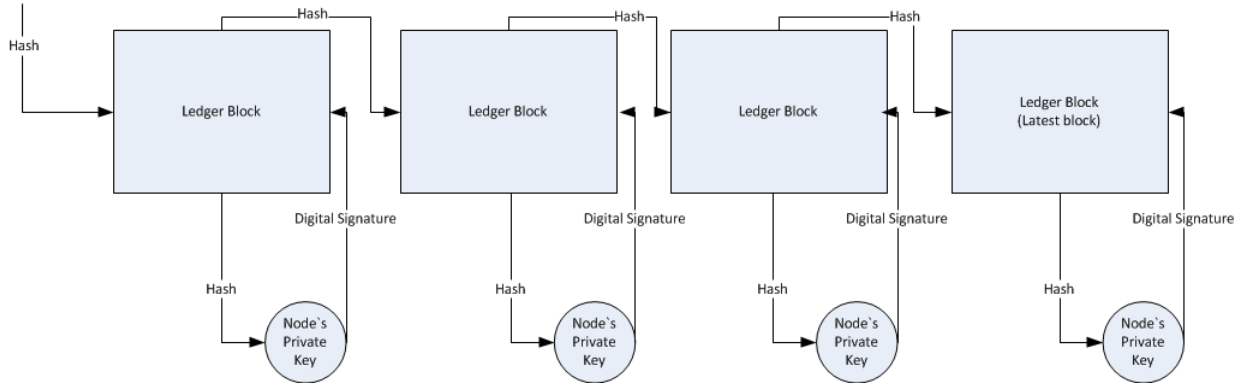 Hash
Hash
Hash
Hash
Ledger Block
Ledger Block
Ledger Block
Ledger Block
(Latest block)
Digital Signature
Digital Signature
Digital Signature
Digital Signature
Hash
Hash
Hash
Hash
Node`s
Private
Key
Node`s
Private
Key
Node`s
Private
Key
Node`s
Private
Key